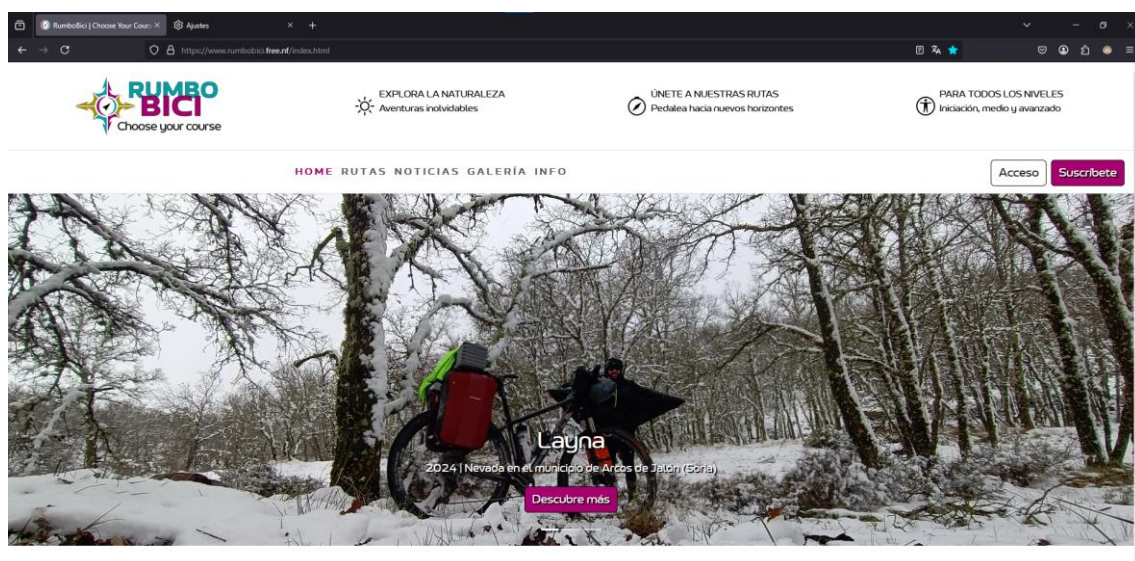 RumboBici | Choose Your Cours
Ajustes
https://www.rumbobici.free.nf/index.html
RUMBO
BICI
Choose your course
EXPLORA LA NATURALEZA
Aventuras inolvidables
ÚNETE A NUESTRAS RUTAS
Pedalea hacia nuevos horizontes
PARA TODOS LOS NIVELES
Iniciación, medio y avanzado
HOME RUTAS NOTICIAS GALERÍA INFO
Acceso
Suscríbete
Layna
2024 | Nevada en el municipio de Arcos de Jalón (Soria)
Descubre más